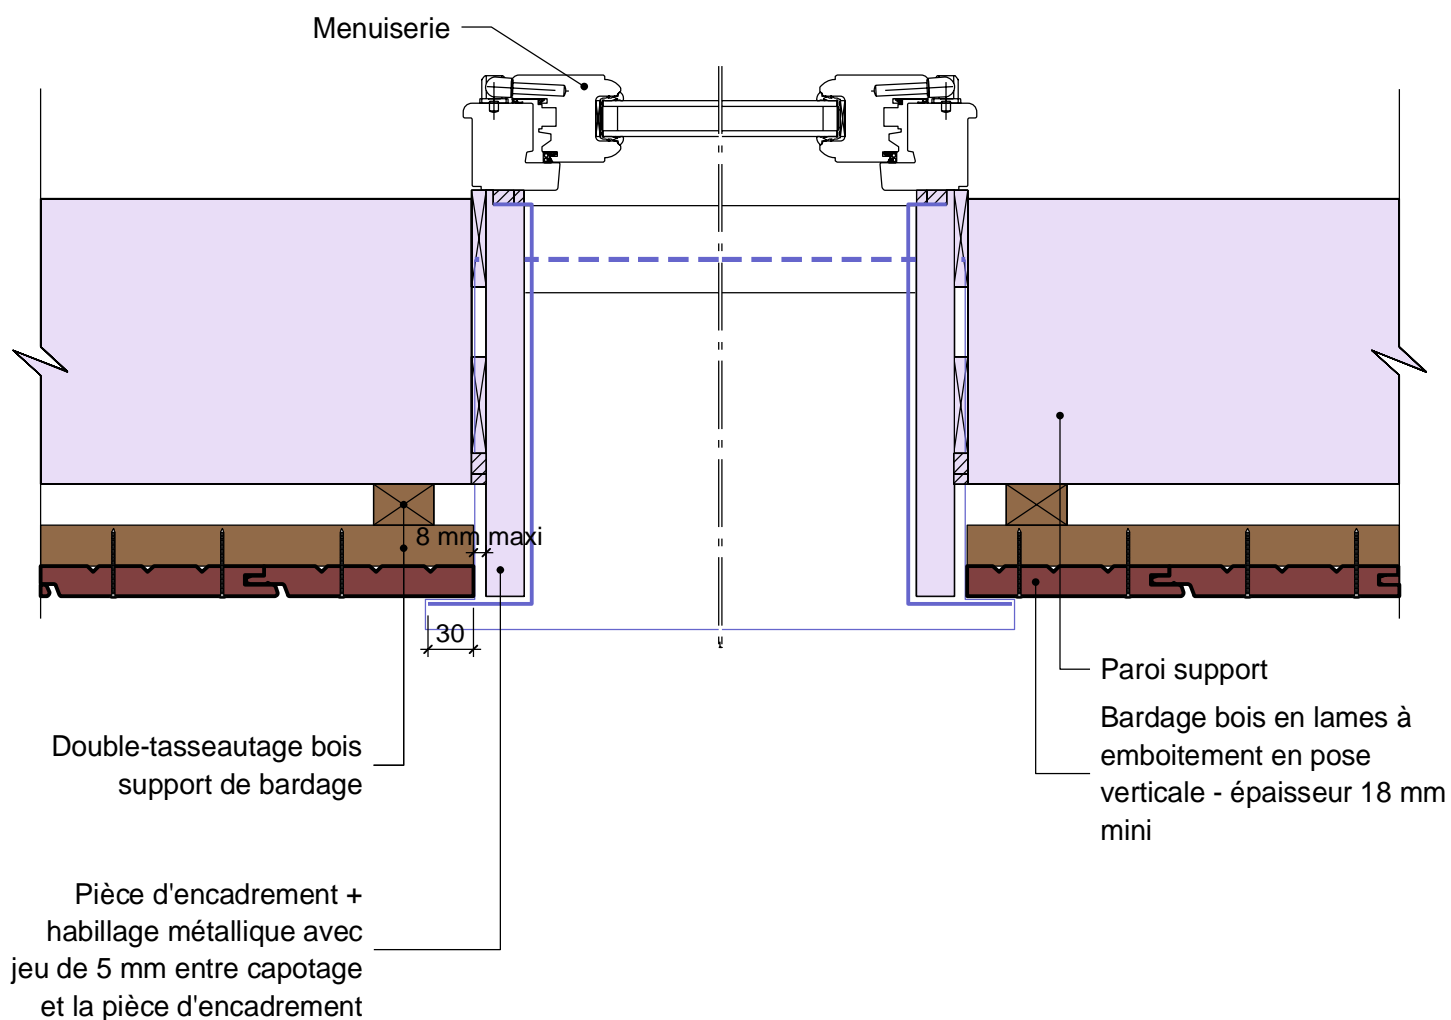 Menuiserie
8 mm maxi
30
Paroi support
Bardage bois en lames à
emboitement en pose
verticale - épaisseur 18 mm
mini
Double-tasseautage bois
support de bardage
Pièce d'encadrement +
habillage métallique avec
jeu de 5 mm entre capotage
et la pièce d'encadrement